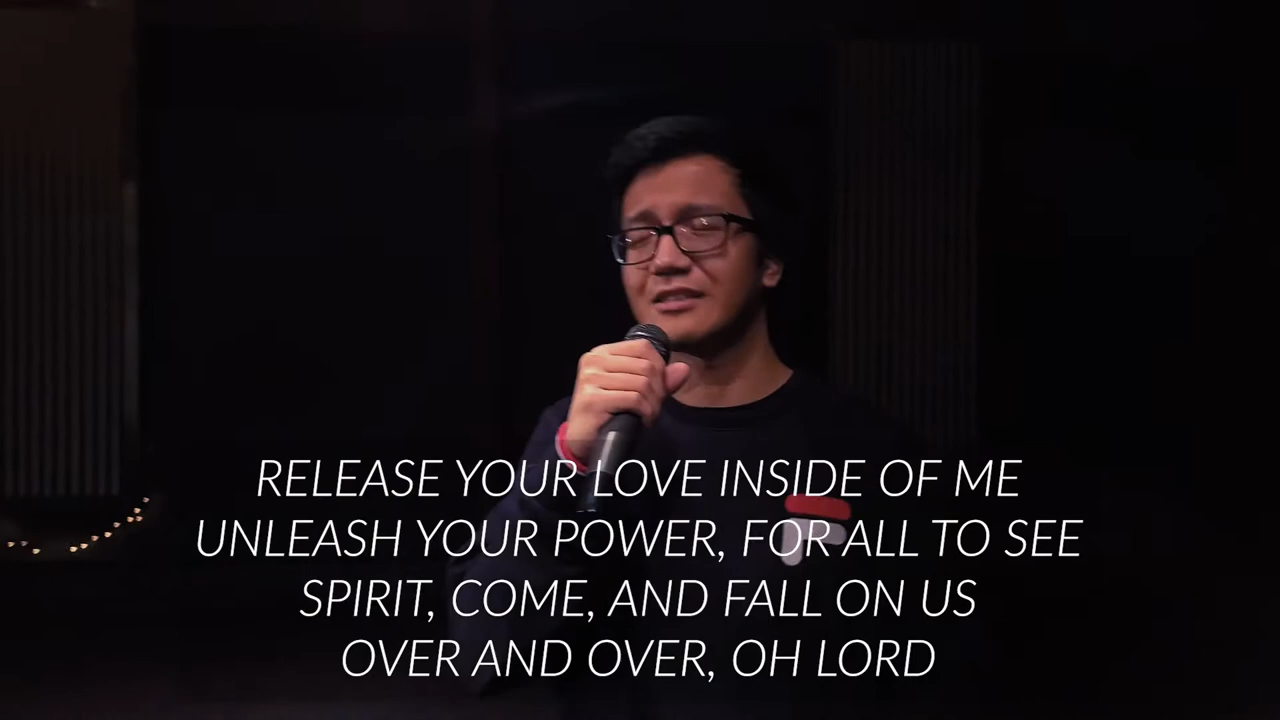 RELEASE YOUR LOVE INSIDE OF ME
UNLEASH YOUR POWER, FOR ALL TO SEE
SPIRIT, COME, AND FALL ON US
OVER AND OVER, OH LORD